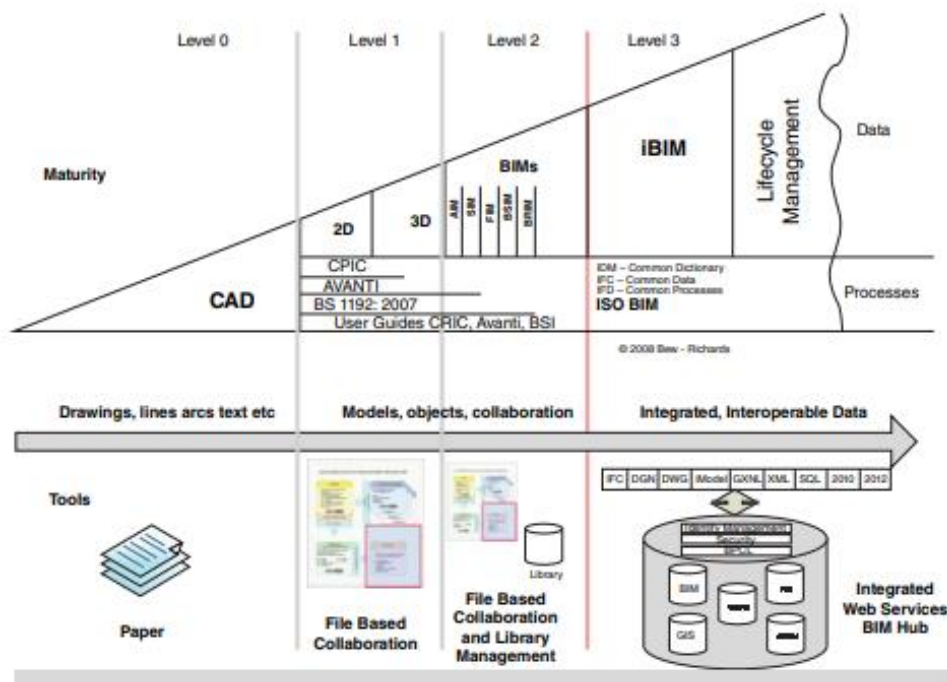 Level 0
Level 1
Level 2
Level 3
Maturity
CAD
2D
3D
BIMs
AIM
SIM
FIM
BSIM
BRIM
iBIM
Lifecycle
Management
Data
Processes
CPIC
AVANTI
BS 1192: 2007
User Guides CRIC, Avanti, BSI
IDM – Common Dictionary
IFC – Common Data
IFD – Common Processes
ISO BIM
© 2008 Bew - Richards
Drawings, lines arcs text etc
Models, objects, collaboration
Integrated, Interoperable Data
Tools
Paper
File Based
Collaboration
Library
File Based
Collaboration
and Library
Management
IFC DGN DWG iModel GXNL XML SQL 2010 2012
Identity Management
Security
BIM
GIS
Integrated
Web Services
BIM Hub